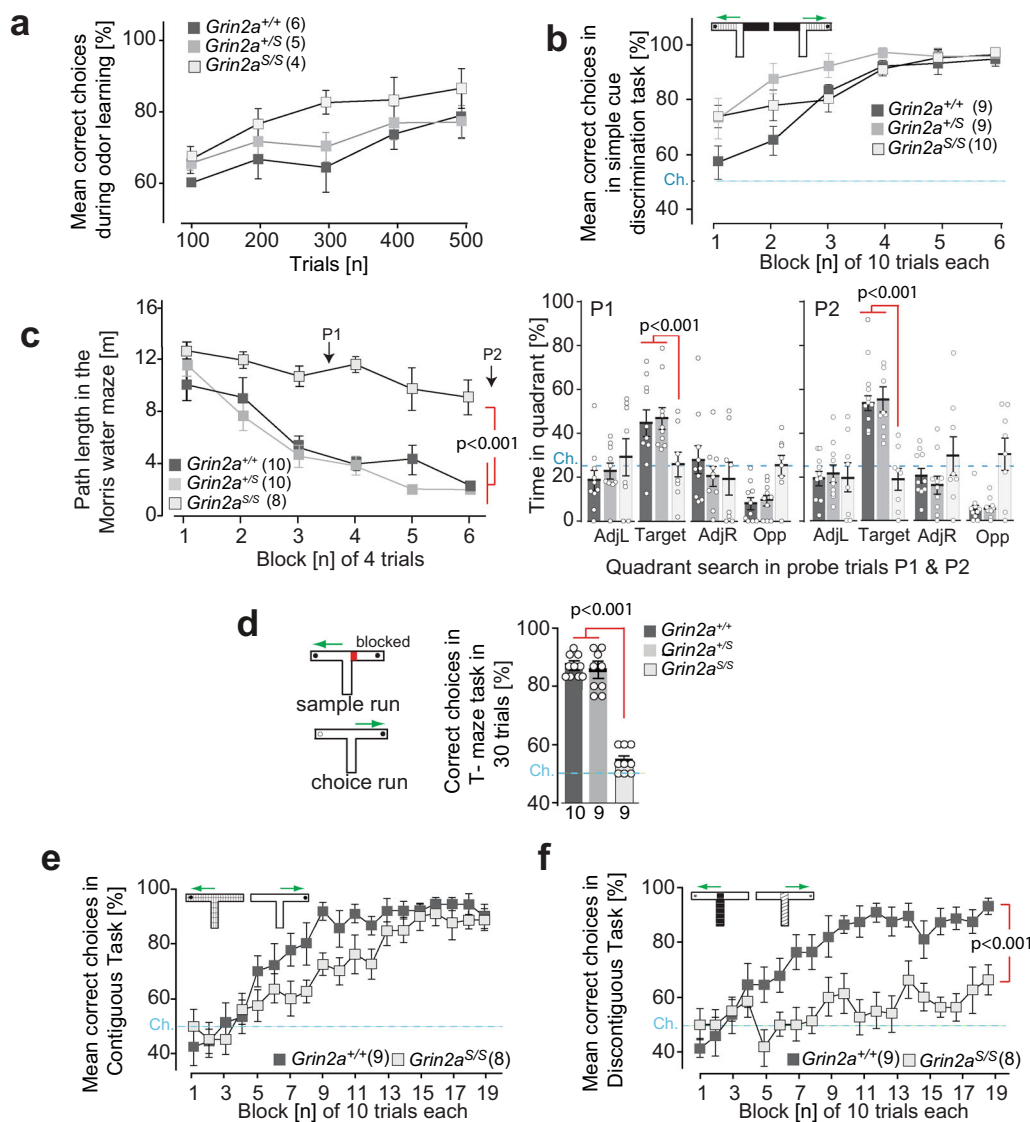 a
Mean correct choices
during odor learning [%]
Grin2a+/+ (6)
Grin2a+/S (5)
Grin2aS/S (4)
80
60
100 200 300 400 500
Trials [n]
b
Mean correct choices in
in simple cue
discrimination task [%]
100
80
60
Ch.
40
Grin2a+/+ (9)
Grin2a+/S (9)
Grin2aS/S (10)
1 2 3 4 5 6
Block [n] of 10 trials each
c
Path length in the
Morris water maze [m]
16
12
8
4
0
P1
P2
p<0.001
Grin2a+/+ (10)
Grin2a+/S (10)
Grin2aS/S (8)
1 2 3 4 5 6
Block [n] of 4 trials
Time in quadrant [%]
100
80
60
40
Ch.
20
0
P1
p<0.001
P2
p<0.001
AdjL Target AdjR Opp
AdjL Target AdjR Opp
Quadrant search in probe trials P1 & P2
d
blocked
sample run
choice run
Correct choices in
T- maze task in
30 trials [%]
100
80
60
Ch.
40
p<0.001
10 9 9
Grin2a+/+
Grin2a+/S
Grin2aS/S
e
Mean correct choices in
Contiguous Task [%]
100
80
60
Ch.
40
Grin2a+/+(9) Grin2aS/S(8)
1 3 5 7 9 11 13 15 17 19
Block [n] of 10 trials each
f
Mean correct choices in
Discontiguous Task [%]
100
80
60
Ch.
40
p<0.001
Grin2a+/+(9) Grin2aS/S(8)
1 3 5 7 9 11 13 15 17 19
Block [n] of 10 trials each